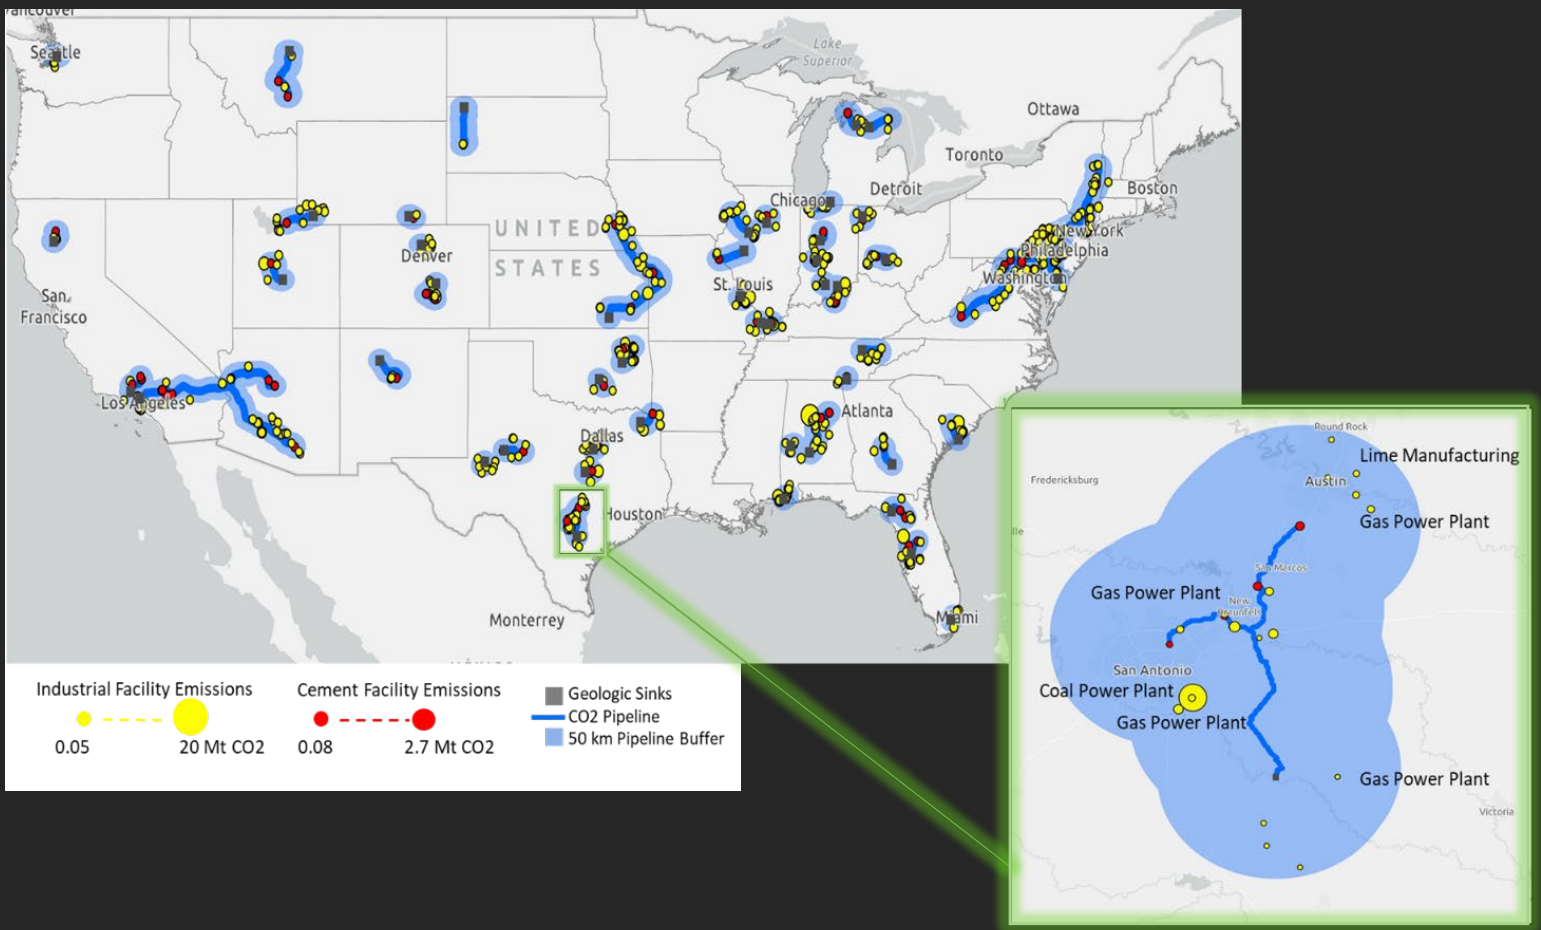 Vancouver
Seattle
Lake
Superior
Ottawa
Toronto
Boston
Detroit
Chicago
New York
UNITED
Philadelphia
Denver
STATES
Washington
St. Louis
San
Francisco
Los Angeles
Atlanta
Dallas
Houston
Miami
Monterrey
Industrial Facility Emissions
0.05
20 Mt CO2
Cement Facility Emissions
0.08
2.7 Mt CO2
Geologic Sinks
CO2 Pipeline
50 km Pipeline Buffer
Round Rock
Lime Manufacturing
Fredericksburg
Austin
Gas Power Plant
San Marcos
Gas Power Plant
New
Braunfels
San Antonio
Coal Power Plant
Gas Power Plant
Gas Power Plant
Victoria